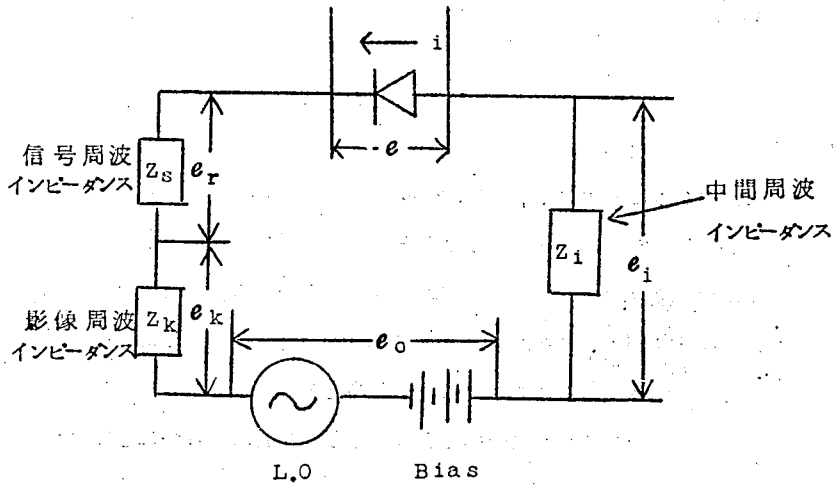 i
e
信号周波
インピーダンス
Zs
er
中間周波
インピーダンス
Zi
ei
影像周波
インピーダンス
Zk
ek
eo
L.O
Bias